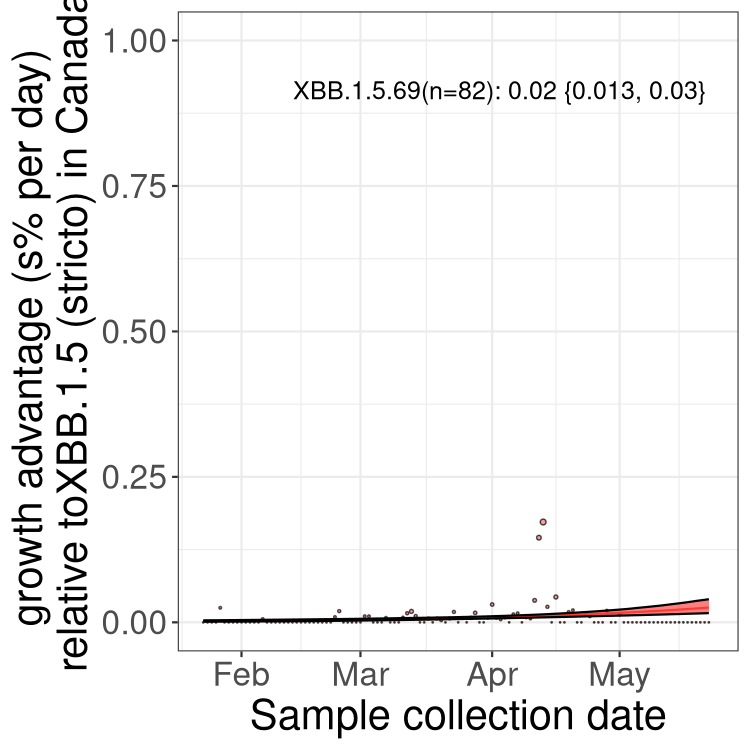 growth advantage (s% per day)
relative toXBB.1.5 (stricto) in Canada
1.00
0.75
0.50
0.25
0.00
XBB.1.5.69(n=82): 0.02 {0.013, 0.03}
Feb Mar Apr May
Sample collection date